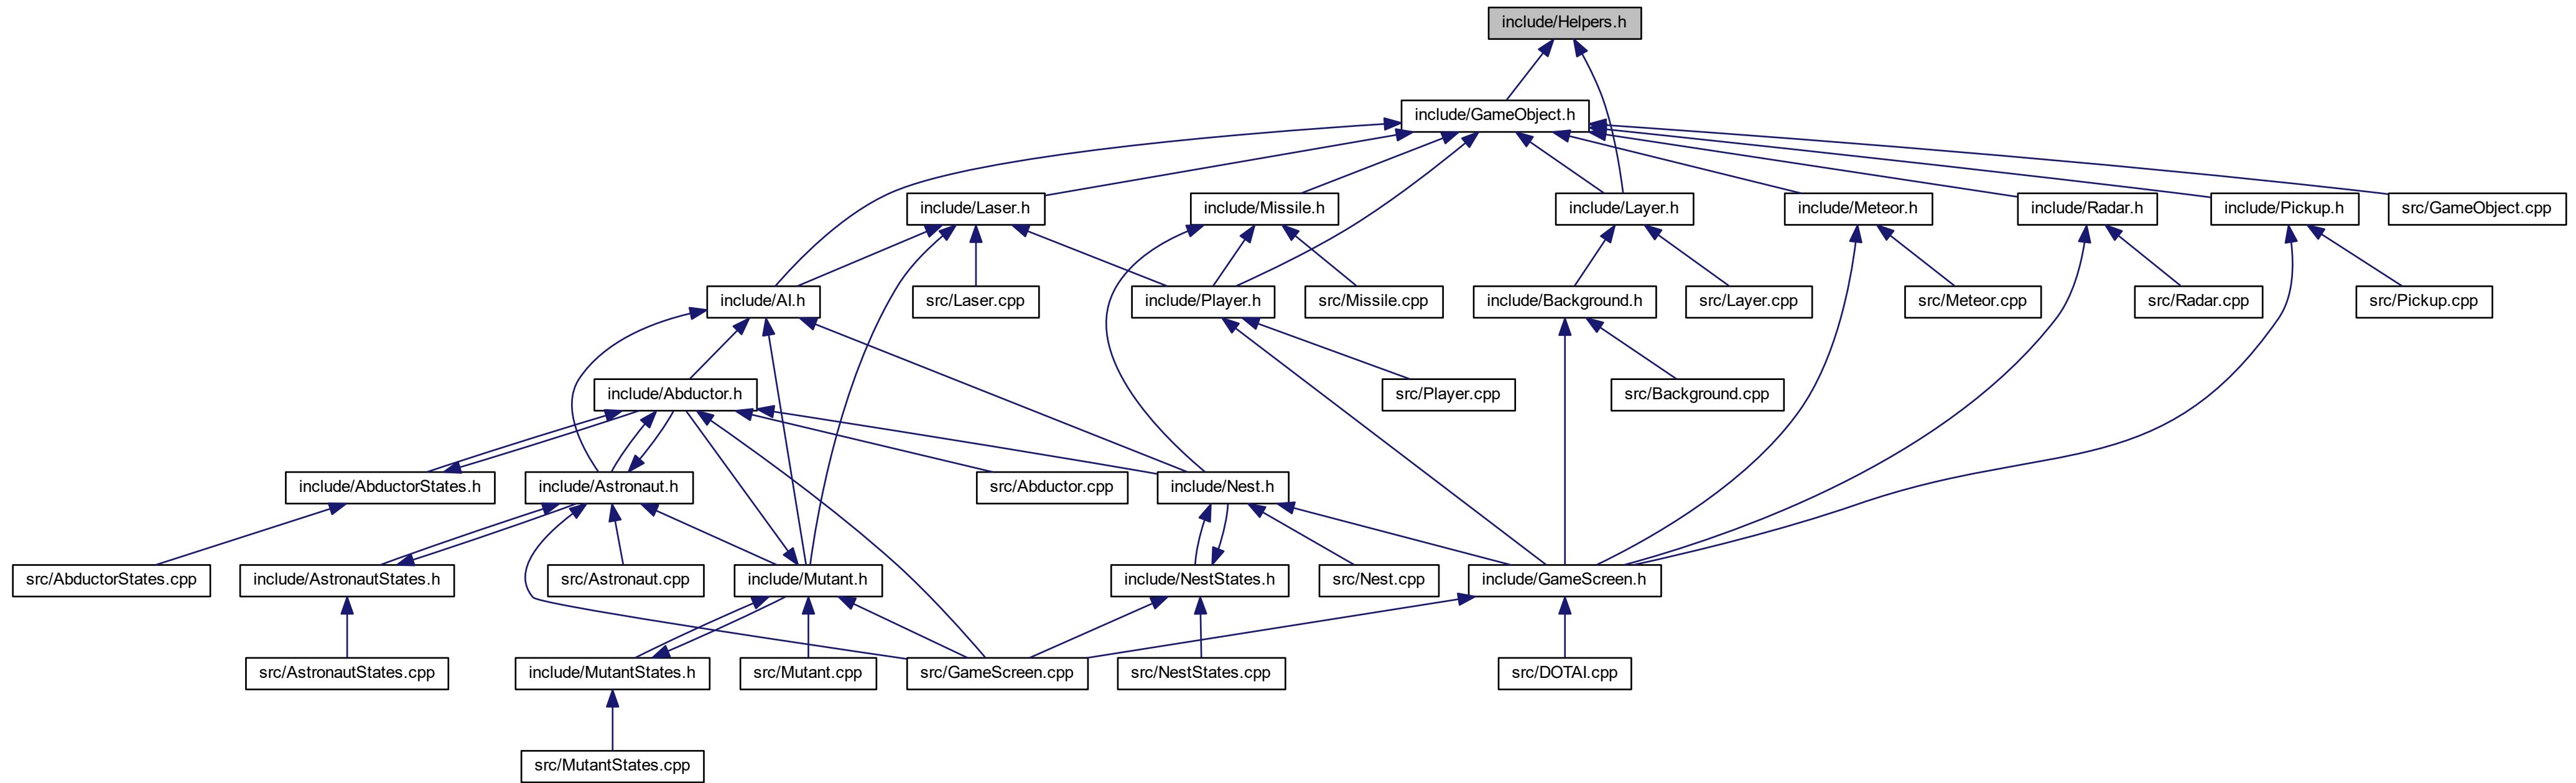 include/Helpers.h
include/GameObject.h
include/Laser.h
include/Missile.h
include/Layer.h
include/Meteor.h
include/Radar.h
include/Pickup.h
src/GameObject.cpp
include/AI.h
src/Laser.cpp
include/Player.h
src/Missile.cpp
include/Background.h
src/Layer.cpp
src/Meteor.cpp
src/Radar.cpp
src/Pickup.cpp
include/Abductor.h
src/Player.cpp
src/Background.cpp
include/AbductorStates.h
include/Astronaut.h
src/Abductor.cpp
include/Nest.h
src/AbductorStates.cpp
include/AstronautStates.h
src/Astronaut.cpp
include/Mutant.h
include/NestStates.h
src/Nest.cpp
include/GameScreen.h
src/AstronautStates.cpp
include/MutantStates.h
src/Mutant.cpp
src/GameScreen.cpp
src/NestStates.cpp
src/DOTAI.cpp
src/MutantStates.cpp